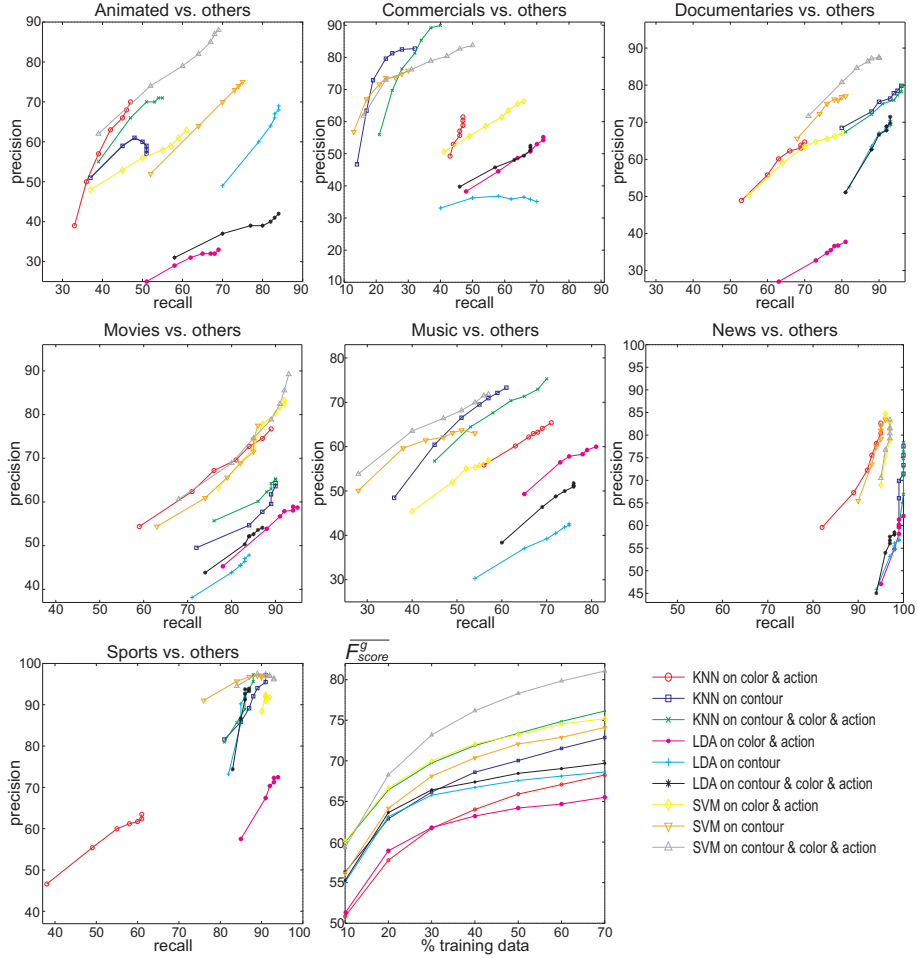 Animated vs. others
Commercials vs. others
Documentaries vs. others
precision
90
80
70
60
50
40
30
30 40 50 60 70 80 90
recall
precision
90
80
70
60
50
40
30
20
10
10 20 30 40 50 60 70 80 90
recall
precision
90
80
70
60
50
40
30
30 40 50 60 70 80 90
recall
Movies vs. others
Music vs. others
News vs. others
precision
100
90
80
70
60
50
40
40 50 60 70 80 90
recall
precision
80
70
60
50
40
30
30 40 50 60 70 80
recall
precision
100
95
90
85
80
75
70
65
60
55
50
45
50 60 70 80 90 100
recall
Sports vs. others
F^g_score
precision
100
90
80
70
60
50
40
40 50 60 70 80 90 100
recall
80
75
70
65
60
55
50
10 20 30 40 50 60 70
% training data
KNN on color & action
KNN on contour
KNN on contour & color & action
LDA on color & action
LDA on contour
LDA on contour & color & action
SVM on color & action
SVM on contour
SVM on contour & color & action